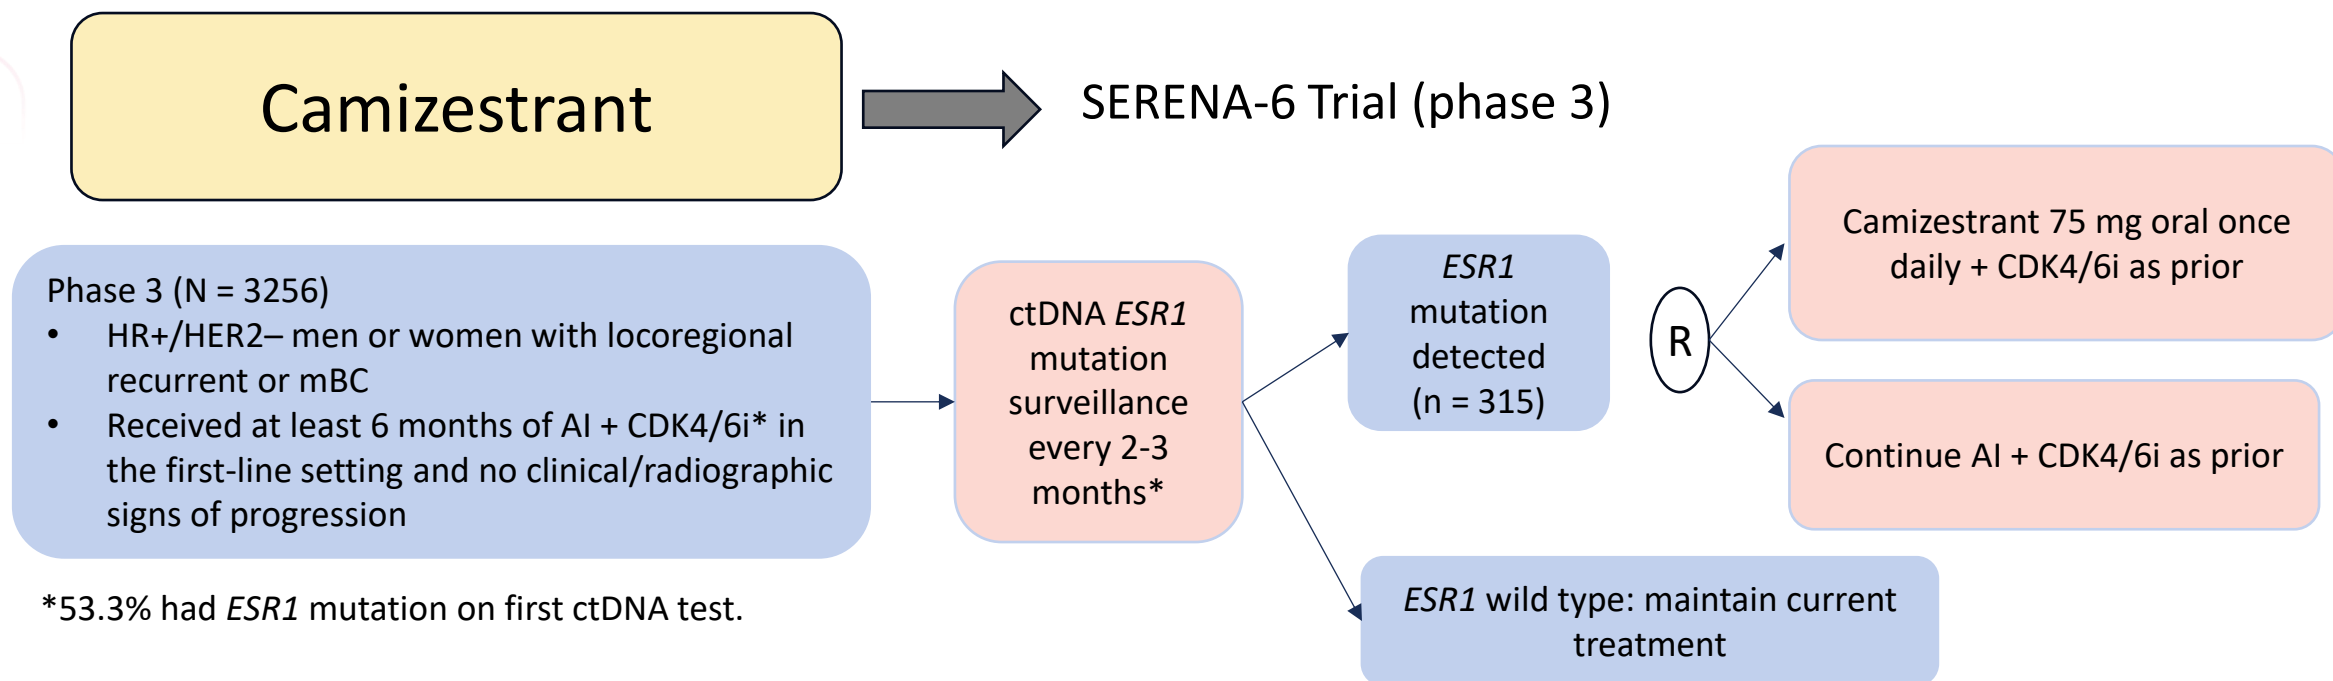 Camizestrant
SERENA-6 Trial (phase 3)
Phase 3 (N = 3256)
• HR+/HER2– men or women with locoregional
recurrent or mBC
• Received at least 6 months of AI + CDK4/6i* in
the first-line setting and no clinical/radiographic
signs of progression
*53.3% had ESR1 mutation on first ctDNA test.
ctDNA ESR1
mutation
surveillance
every 2-3
months*
ESR1
mutation
detected
(n = 315)
R
Camizestrant 75 mg oral once
daily + CDK4/6i as prior
Continue AI + CDK4/6i as prior
ESR1 wild type: maintain current
treatment